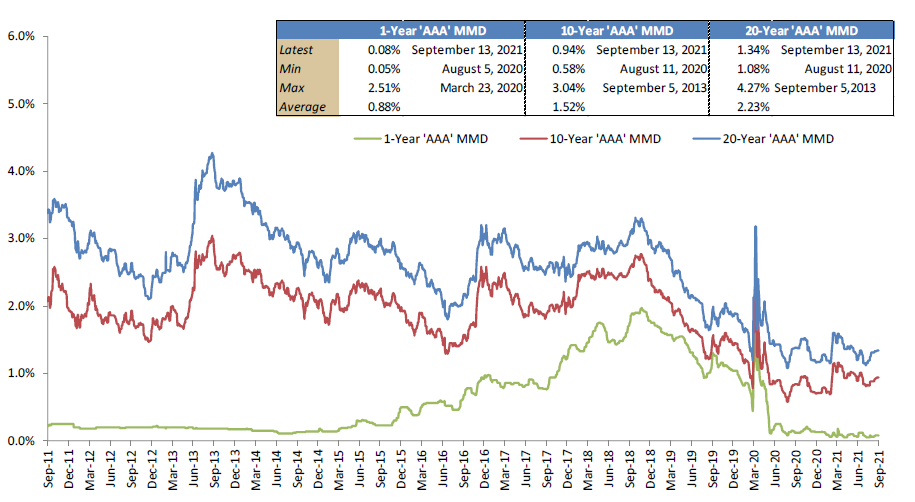 1-Year 'AAA' MMD 10-Year 'AAA' MMD 20-Year 'AAA' MMD
Latest 0.08% September 13, 2021 0.94% September 13, 2021 1.34% September 13, 2021
Min 0.05% August 5, 2020 0.58% August 11, 2020 1.08% August 11, 2020
Max 2.51% March 23, 2020 3.04% September 5, 2013 4.27% September 5,2013
Average 0.88% 1.52% 2.23%
1-Year 'AAA' MMD 10-Year 'AAA' MMD 20-Year 'AAA' MMD
6.0%
5.0%
4.0%
3.0%
2.0%
1.0%
0.0%
Sep-11 Dec-11 Mar-12 Jun-12 Sep-12 Dec-12 Mar-13 Jun-13 Sep-13 Dec-13 Mar-14 Jun-14 Sep-14 Dec-14 Mar-15 Jun-15 Sep-15 Dec-15 Mar-16 Jun-16 Sep-16 Dec-16 Mar-17 Jun-17 Sep-17 Dec-17 Mar-18 Jun-18 Sep-18 Dec-18 Mar-19 Jun-19 Sep-19 Dec-19 Mar-20 Jun-20 Sep-20 Dec-20 Mar-21 Jun-21 Sep-21